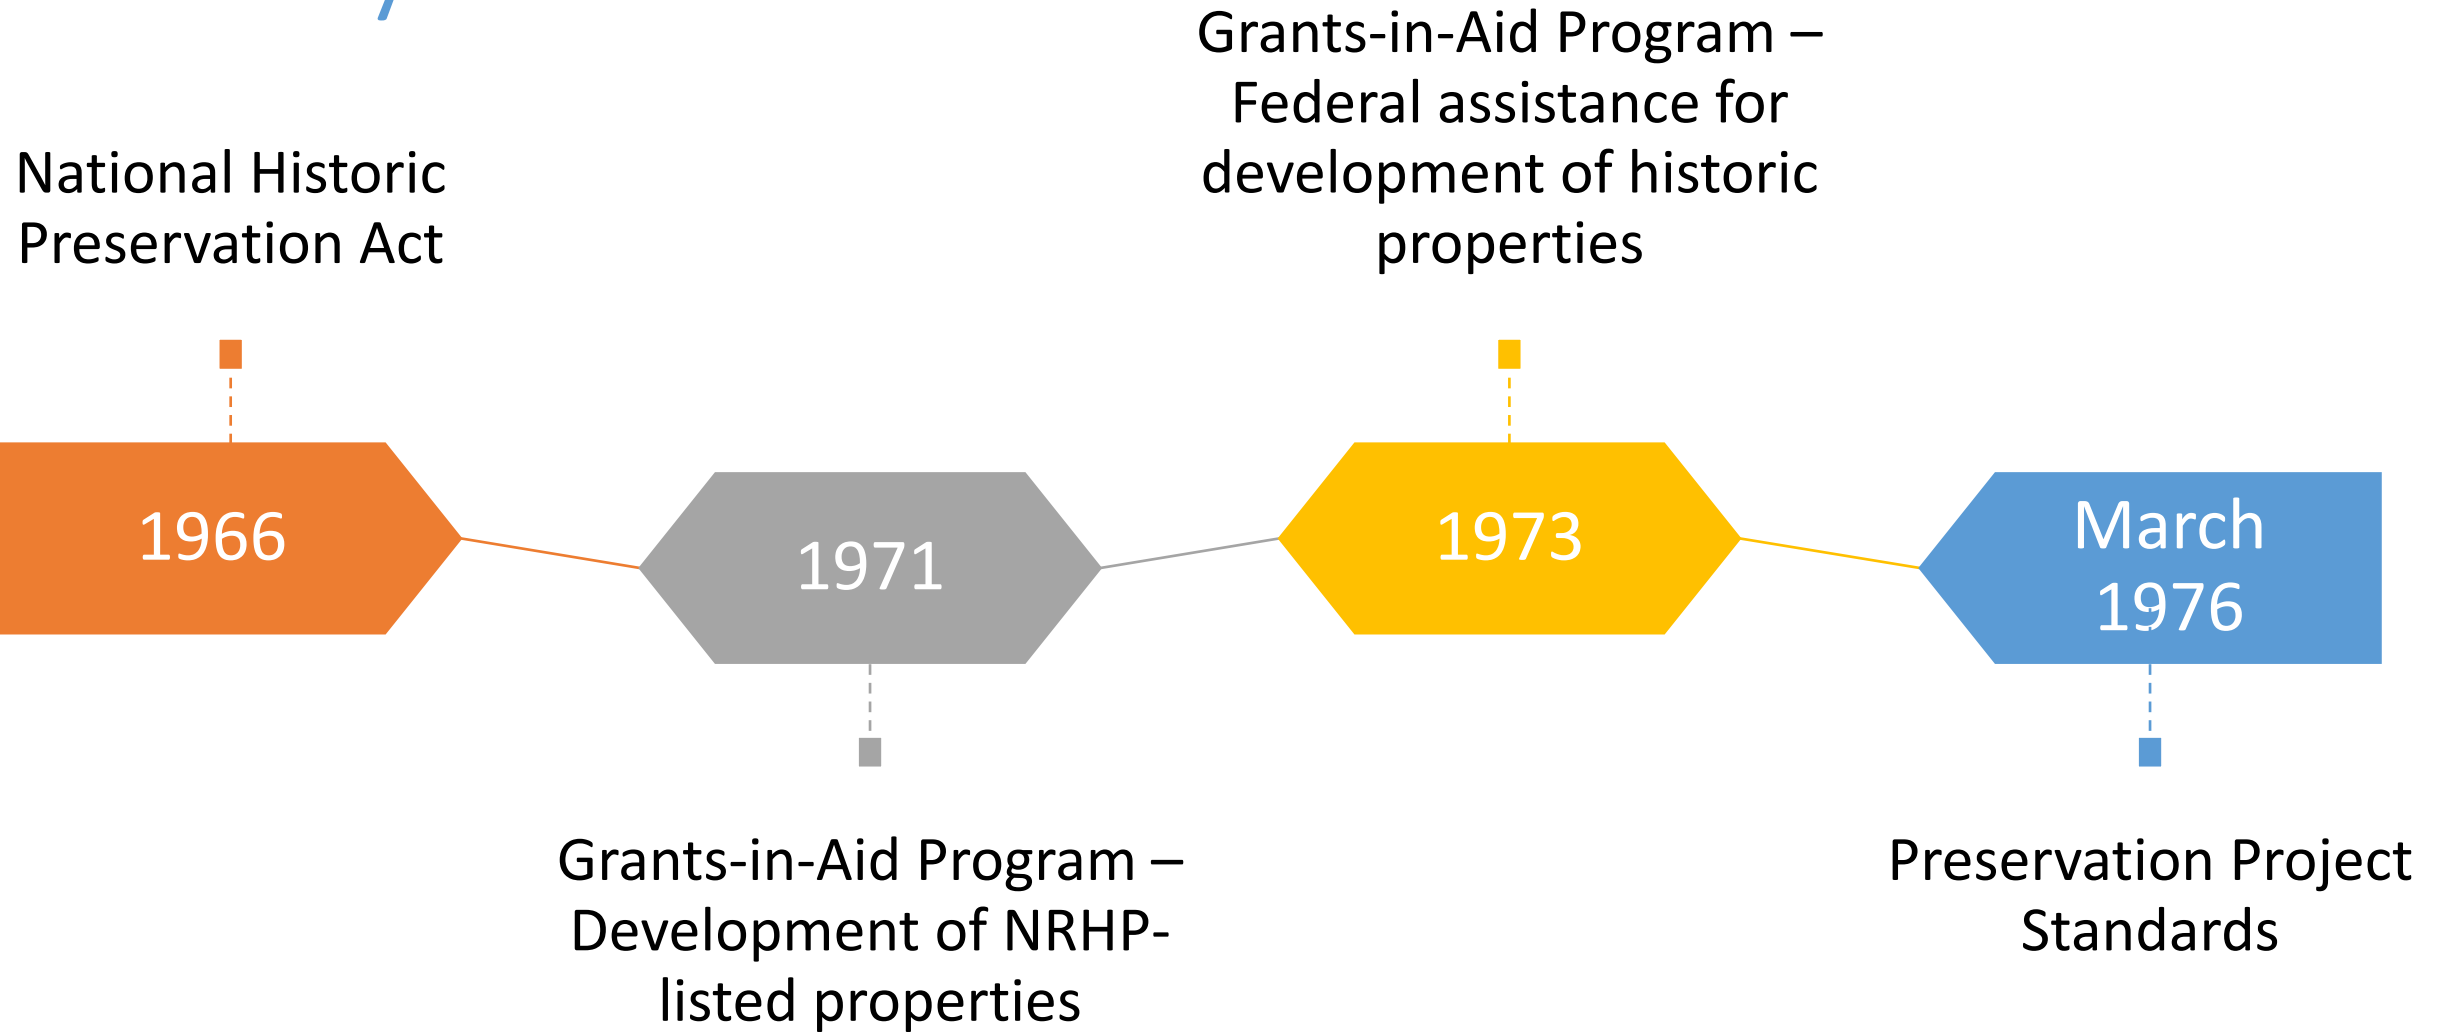 National Historic
Preservation Act
1966
1971
Grants-in-Aid Program –
Development of NRHP-
listed properties
Grants-in-Aid Program –
Federal assistance for
development of historic
properties
1973
March
1976
Preservation Project
Standards